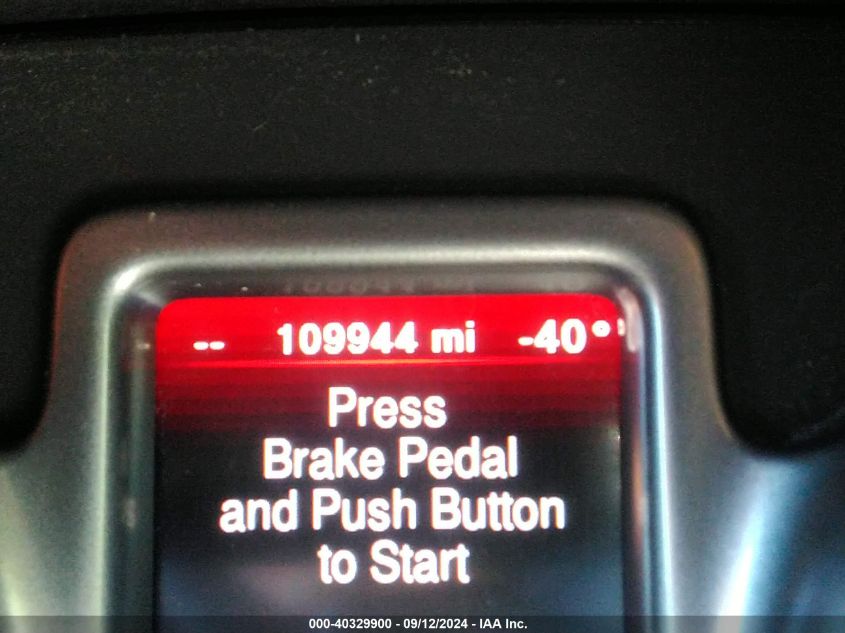 -- 109944 mi -40°
Press
Brake Pedal
and Push Button
to Start
000-40329900 - 09/12/2024 - IAA Inc.